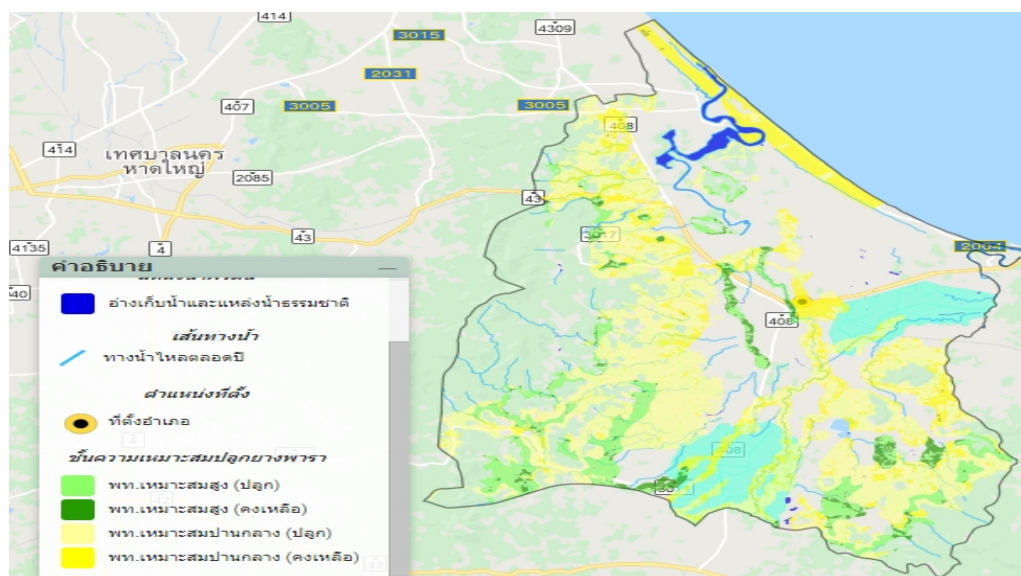 414
3015
4309
2031
407
3005
3005
408
414
เทศบาลนคร
หาดใหญ่
2085
43
3017
4135
4
43
2004
40
408
408
คำอธิบาย
อ่างเก็บน้ำและแหล่งน้ำธรรมชาติ
เส้นทางน้ำ
ทางน้ำไหลตลอดปี
ตำแหน่งที่ตั้ง
ที่ตั้งอำเภอ
ชั้นความเหมาะสมปลูกยางพารา
พท.เหมาะสมสูง (ปลูก)
พท.เหมาะสมสูง (คงเหลือ)
พท.เหมาะสมปานกลาง (ปลูก)
พท.เหมาะสมปานกลาง (คงเหลือ)
4
42